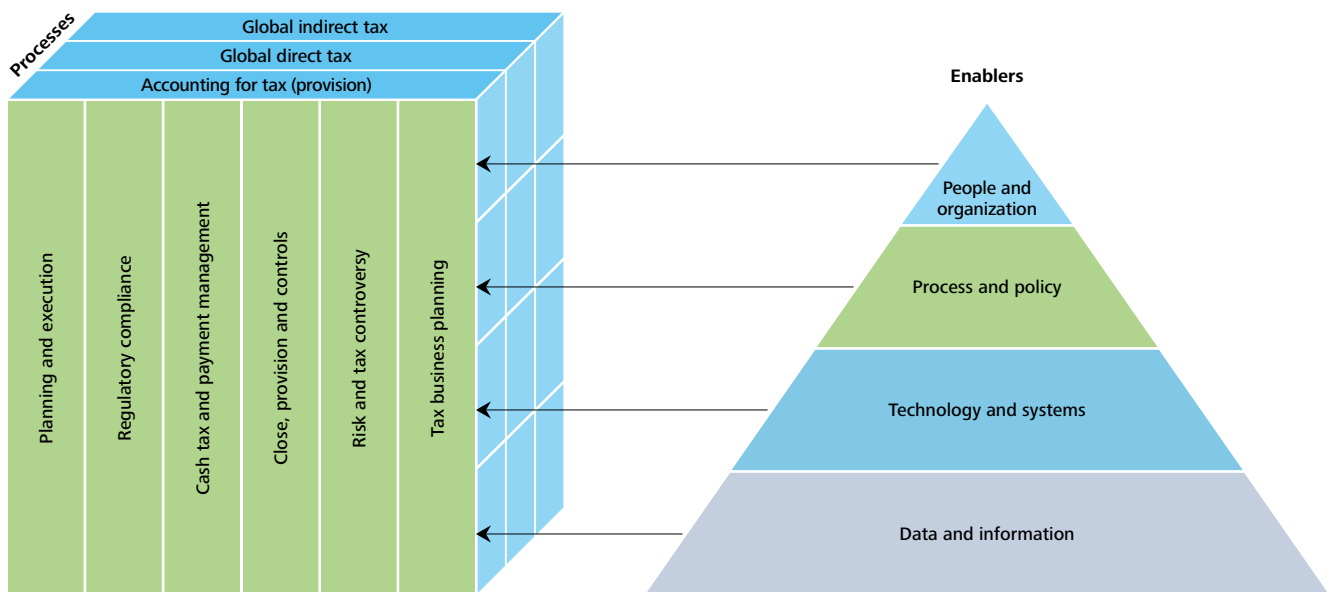 Processes
Global indirect tax
Global direct tax
Accounting for tax (provision)
Planning and execution
Regulatory compliance
Cash tax and payment management
Close, provision and controls
Risk and tax controversy
Tax business planning
Enablers
People and
organization
Process and policy
Technology and systems
Data and information